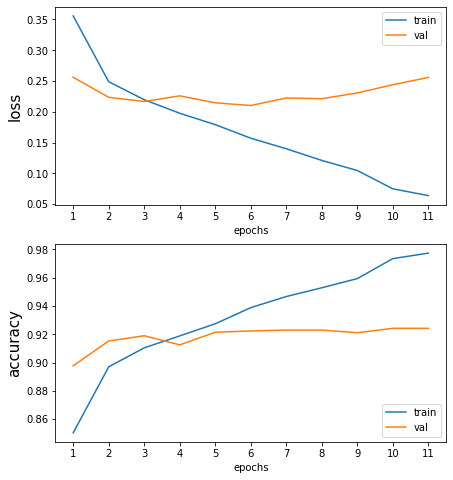 0.35
0.30
0.25
0.20
0.15
0.10
0.05
loss
train
val
1 2 3 4 5 6 7 8 9 10 11
epochs
0.98
0.96
0.94
0.92
0.90
0.88
0.86
accuracy
train
val
1 2 3 4 5 6 7 8 9 10 11
epochs